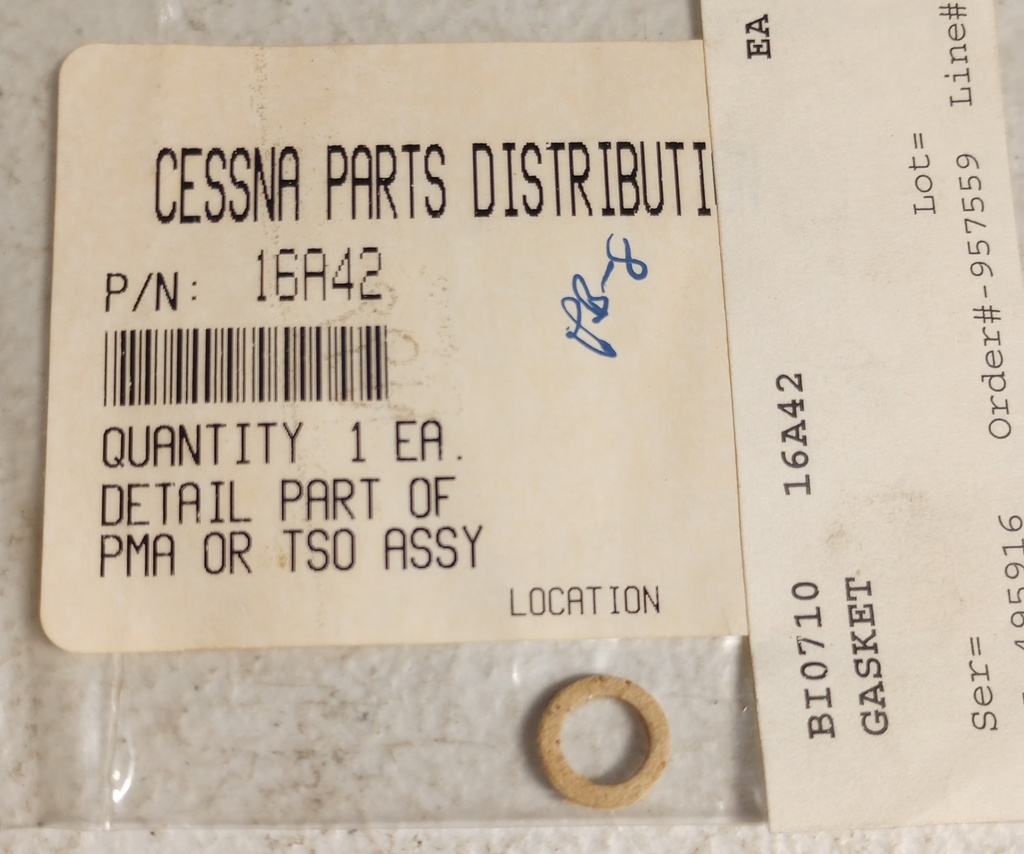 CESSNA PARTS DISTRIBUTI
P/N: 16A42
QUANTITY 1 EA.
DETAIL PART OF
PMA OR TSO ASSY
LOCATION
BI0710 16A42 EA
GASKET
Lot=
Ser= Order#-957559 Line#
495916